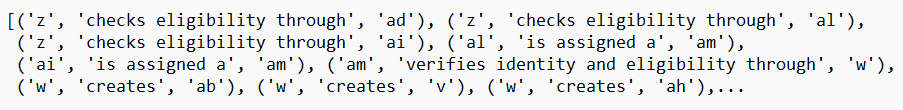 [('z', 'checks eligibility through', 'ad'), ('z', 'checks eligibility through', 'al'),
('z', 'checks eligibility through', 'ai'), ('al', 'is assigned a', 'am'),
('ai', 'is assigned a', 'am'), ('am', 'verifies identity and eligibility through', 'w'),
('w', 'creates', 'ab'), ('w', 'creates', 'v'), ('w', 'creates', 'ah'),...